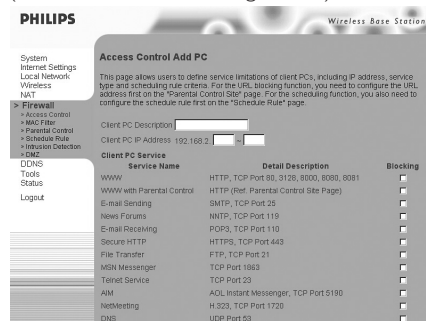 PHILIPS
Wireless Base Station
System
Internet Settings
Local Network
Wireless
NAT
> Firewall
> Access Control
> MAC Filter
> Parental Control
> Schedule Rule
> Intrusion Detection
> DMZ
DDNS
Tools
Status
Logout
Access Control Add PC
This page allows users to define service limitations of client PCs, including IP address, service
type and scheduling rule criteria. For the URL blocking function, you need to configure the URL
address first on the "Parental Control Site" page. For the scheduling function, you also need to
configure the schedule rule first on the "Schedule Rule" page.
Client PC Description
Client PC IP Address 192.168.2. ~
Client PC Service
Service Name Detail Description Blocking
WWW HTTP, TCP Port 80, 3128, 8000, 8080, 8081
WWW with Parental Control HTTP (Ref. Parental Control Site Page)
E-mail Sending SMTP, TCP Port 25
News Forums NNTP, TCP Port 119
E-mail Receiving POP3, TCP Port 110
Secure HTTP HTTPS, TCP Port 443
File Transfer FTP, TCP Port 21
MSN Messenger TCP Port 1863
Telnet Service TCP Port 23
AIM AOL Instant Messenger, TCP Port 5190
NetMeeting H.323, TCP Port 1720
DNS UDP Port 53